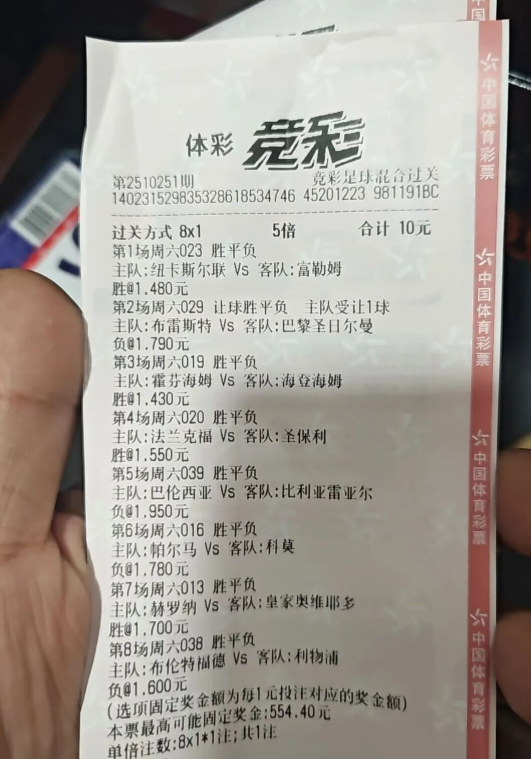 体彩 竞彩
第2510251期 竞彩足球混合过关
140231529835328618534746 45201223 981191BC
过关方式 8x1 5倍 合计 10元
第1场周六023 胜平负
主队:纽卡斯尔联 Vs 客队:富勒姆
胜@1.480元
第2场周六029 让球胜平负 主队受让1球
主队:布雷斯特 Vs 客队:巴黎圣日尔曼
负@1.790元
第3场周六019 胜平负
主队:霍芬海姆 Vs 客队:海登海姆
胜@1.430元
第4场周六020 胜平负
主队:法兰克福 Vs 客队:圣保利
胜@1.550元
第5场周六039 胜平负
主队:巴伦西亚 Vs 客队:比利亚雷亚尔
负@1.950元
第6场周六016 胜平负
主队:帕尔马 Vs 客队:科莫
负@1.780元
第7场周六013 胜平负
主队:赫罗纳 Vs 客队:皇家奥维耶多
胜@1.700元
第8场周六038 胜平负
主队:布伦特福德 Vs 客队:利物浦
负@1.600元
(选项固定奖金额为每1元投注对应的奖金额)
本票最高可能固定奖金:554.40元
单倍注数:8x1*1注;共1注
中国体育彩票
中国体育彩票
中国体育彩票
中国体育彩票